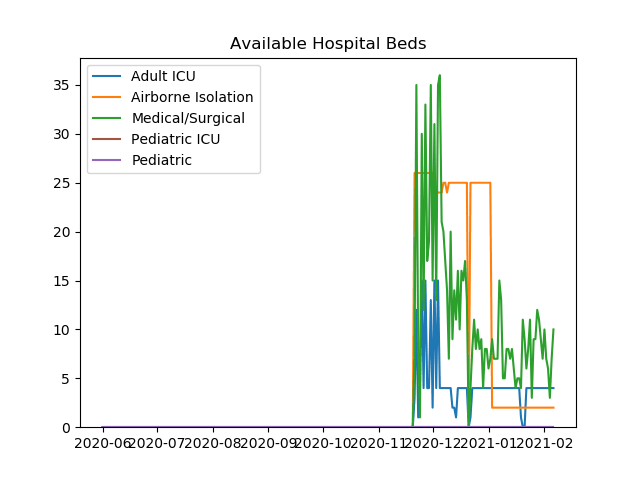 Available Hospital Beds
35
30
25
20
15
10
5
0
Adult ICU
Airborne Isolation
Medical/Surgical
Pediatric ICU
Pediatric
2020-06 2020-07 2020-08 2020-09 2020-10 2020-11 2020-12 2021-01 2021-02